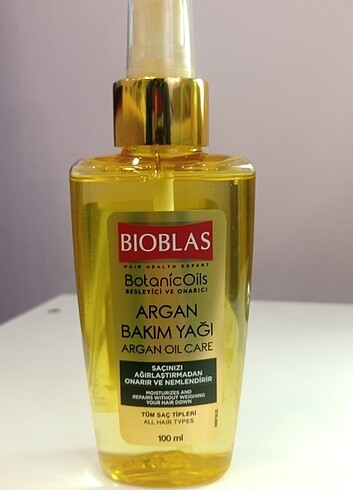 BIOBLAS
HAIR HEALTH EXPERT
BotanicOils
BESLEYİCİ VE ONARICI
ARGAN
BAKIM YAĞI
ARGAN OIL CARE
SAÇINIZI
AĞIRLAŞTIRMADAN
ONARIR VE NEMLENDİRİR
MOISTURIZES AND
REPAIRS WITHOUT WEIGHING
YOUR HAIR DOWN
TÜM SAÇ TİPLERİ
ALL HAIR TYPES
100 ml